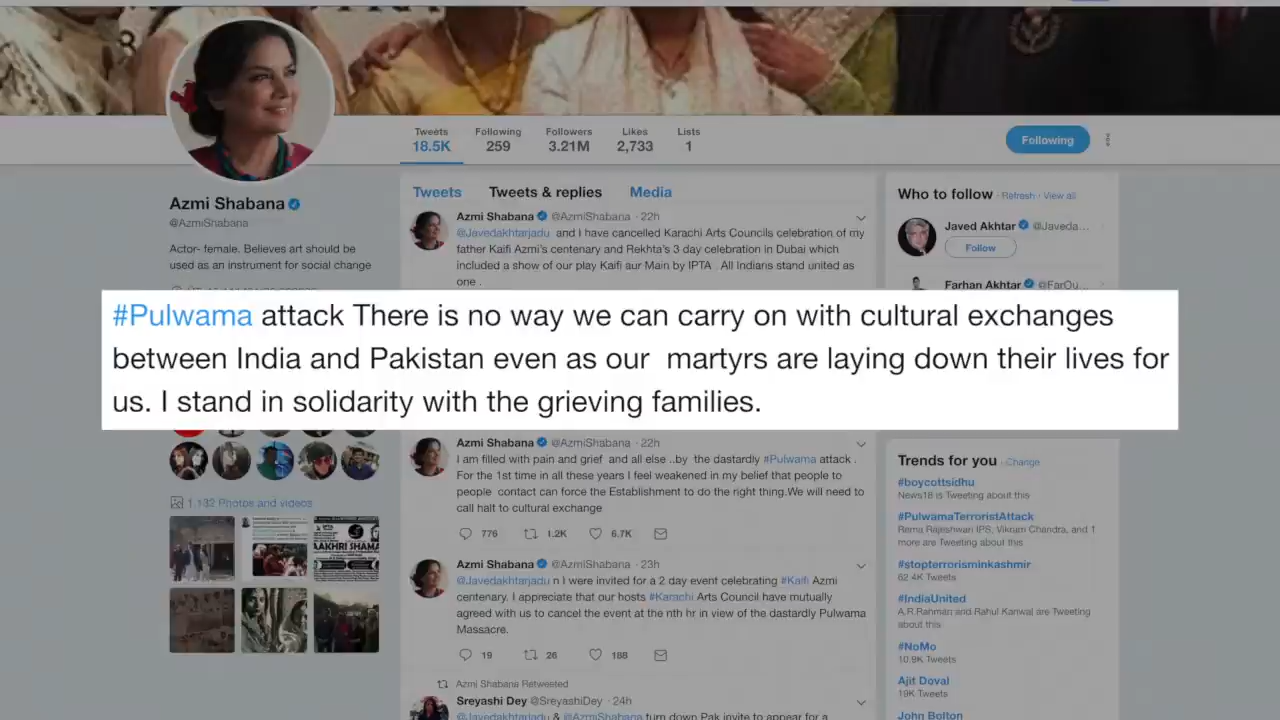 Tweets
Following
Followers
Likes
Lists
18.5K
259
3.21M
2,733
1
Following
Azmi Shabana
@AzmiShabana
Actor- female. Believes art should be
used as an instrument for social change
1,132 Photos and videos
AAKHRI SHAMA
Tweets
Tweets & replies
Media
Azmi Shabana @AzmiShabana · 22h
@Javedakhtarjadu and I have cancelled Karachi Arts Councils celebration of my
father Kaifi Azmi's centenary and Rekhta's 3 day celebration in Dubai which
included a show of our play Kaifi aur Main by IPTA . All Indians stand united as
one .
#Pulwama attack There is no way we can carry on with cultural exchanges
between India and Pakistan even as our martyrs are laying down their lives for
us. I stand in solidarity with the grieving families.
Azmi Shabana @AzmiShabana · 22h
I am filled with pain and grief and all else ..by the dastardly #Pulwama attack .
For the 1st time in all these years I feel weakened in my belief that people to
people contact can force the Establishment to do the right thing.We will need to
call halt to cultural exchange
776
1.2K
6.7K
Azmi Shabana @AzmiShabana · 23h
@Javedakhtarjadu n I were invited for a 2 day event celebrating #Kaifi Azmi
centenary. I appreciate that our hosts #Karachi Arts Council have mutually
agreed with us to cancel the event at the nth hr in view of the dastardly Pulwama
Massacre.
19
26
188
Azmi Shabana Retweeted
Sreyashi Dey @SreyashiDey · 24h
@Javedakhtarjadu & @AzmiShabana turn down Pak invite to appear for a
Who to follow · Refresh · View all
Javed Akhtar @Javeda...
Follow
Farhan Akhtar @FarOu...
Trends for you · Change
#boycottsidhu
News18 is Tweeting about this
#PulwamaTerroristAttack
Rema Rajeshwari IPS, Vikrum Chandra, and 1
more are Tweeting about this
#stopterrorisminkashmir
62.4K Tweets
#IndiaUnited
A.R.Rahman and Rahul Kanwal are Tweeting
about this
#NoMo
10.9K Tweets
Ajit Doval
19K Tweets
John Bolton